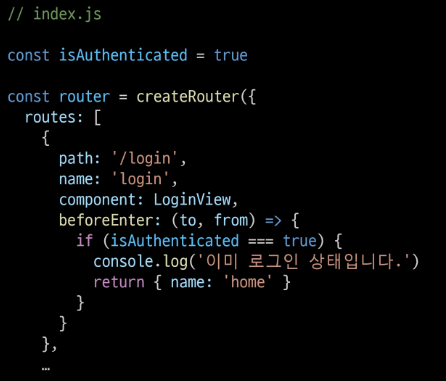 // index.js

const isAuthenticated = true

const router = createRouter({
  routes: [
    {
      path: '/login',
      name: 'login',
      component: LoginView,
      beforeEnter: (to, from) => {
        if (isAuthenticated === true) {
          console.log('이미 로그인 상태입니다.')
          return { name: 'home' }
        }
      }
    },
    …